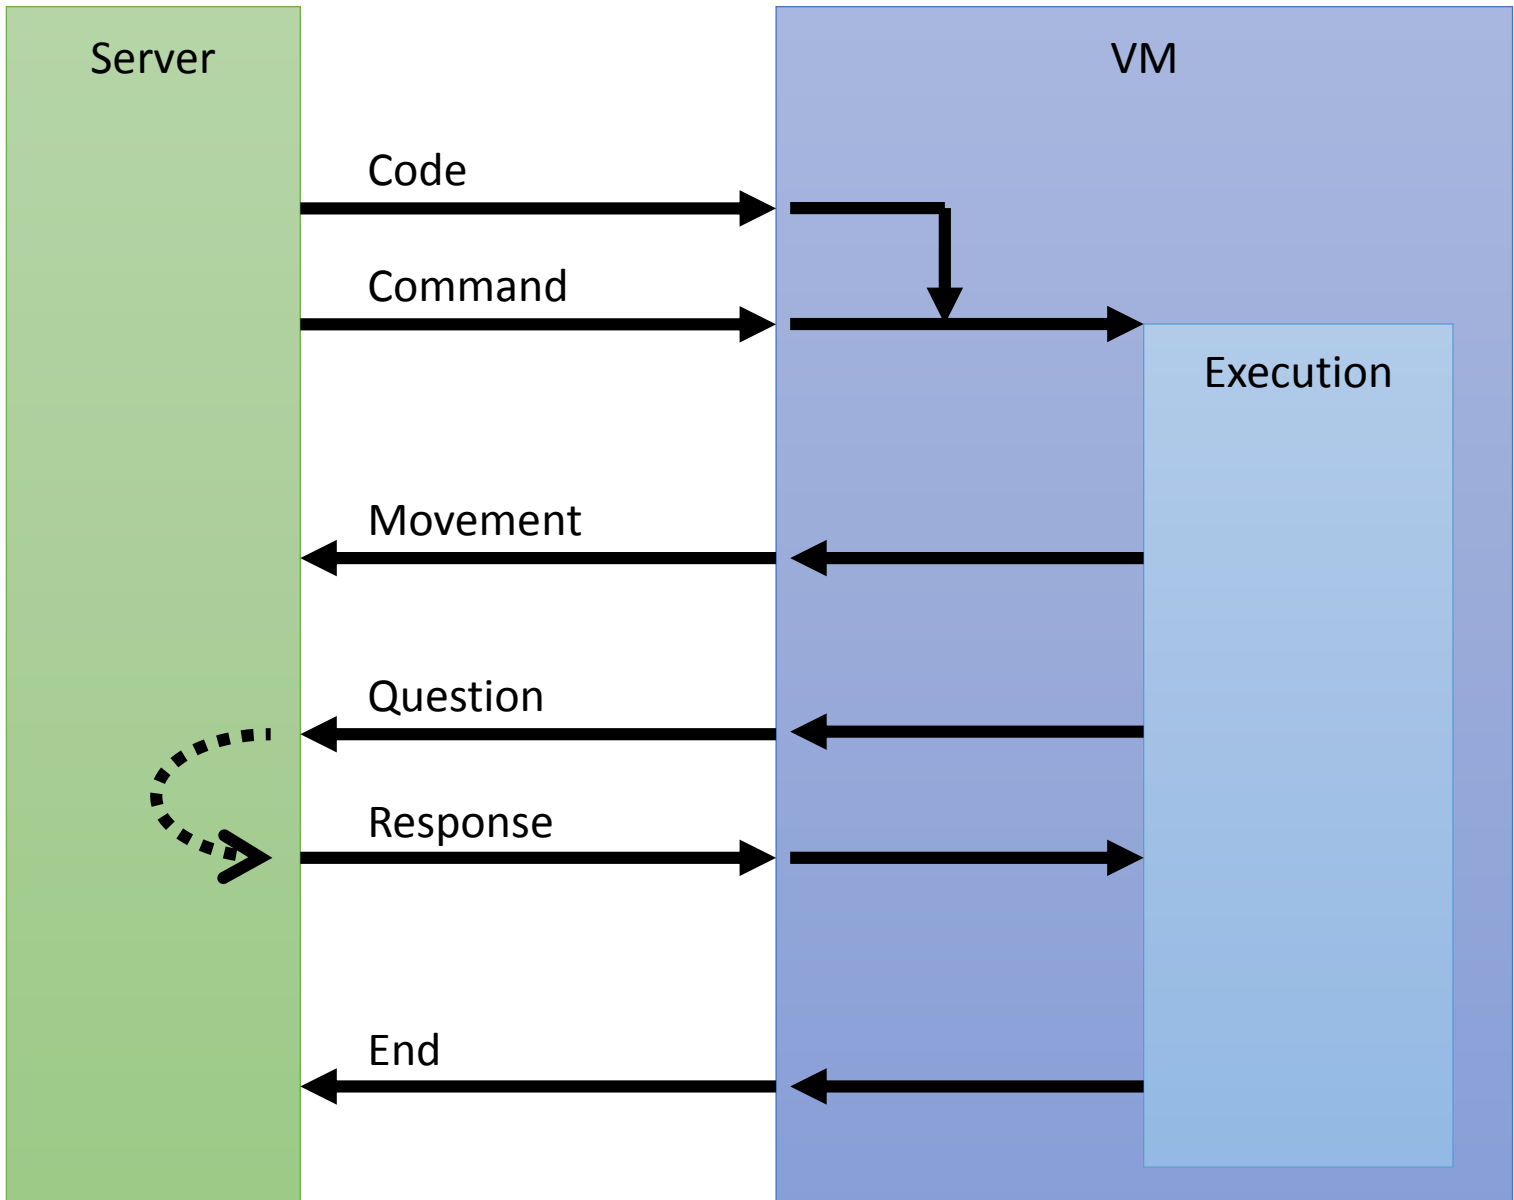 Server
VM
Code
Command
Execution
Movement
Question
Response
End